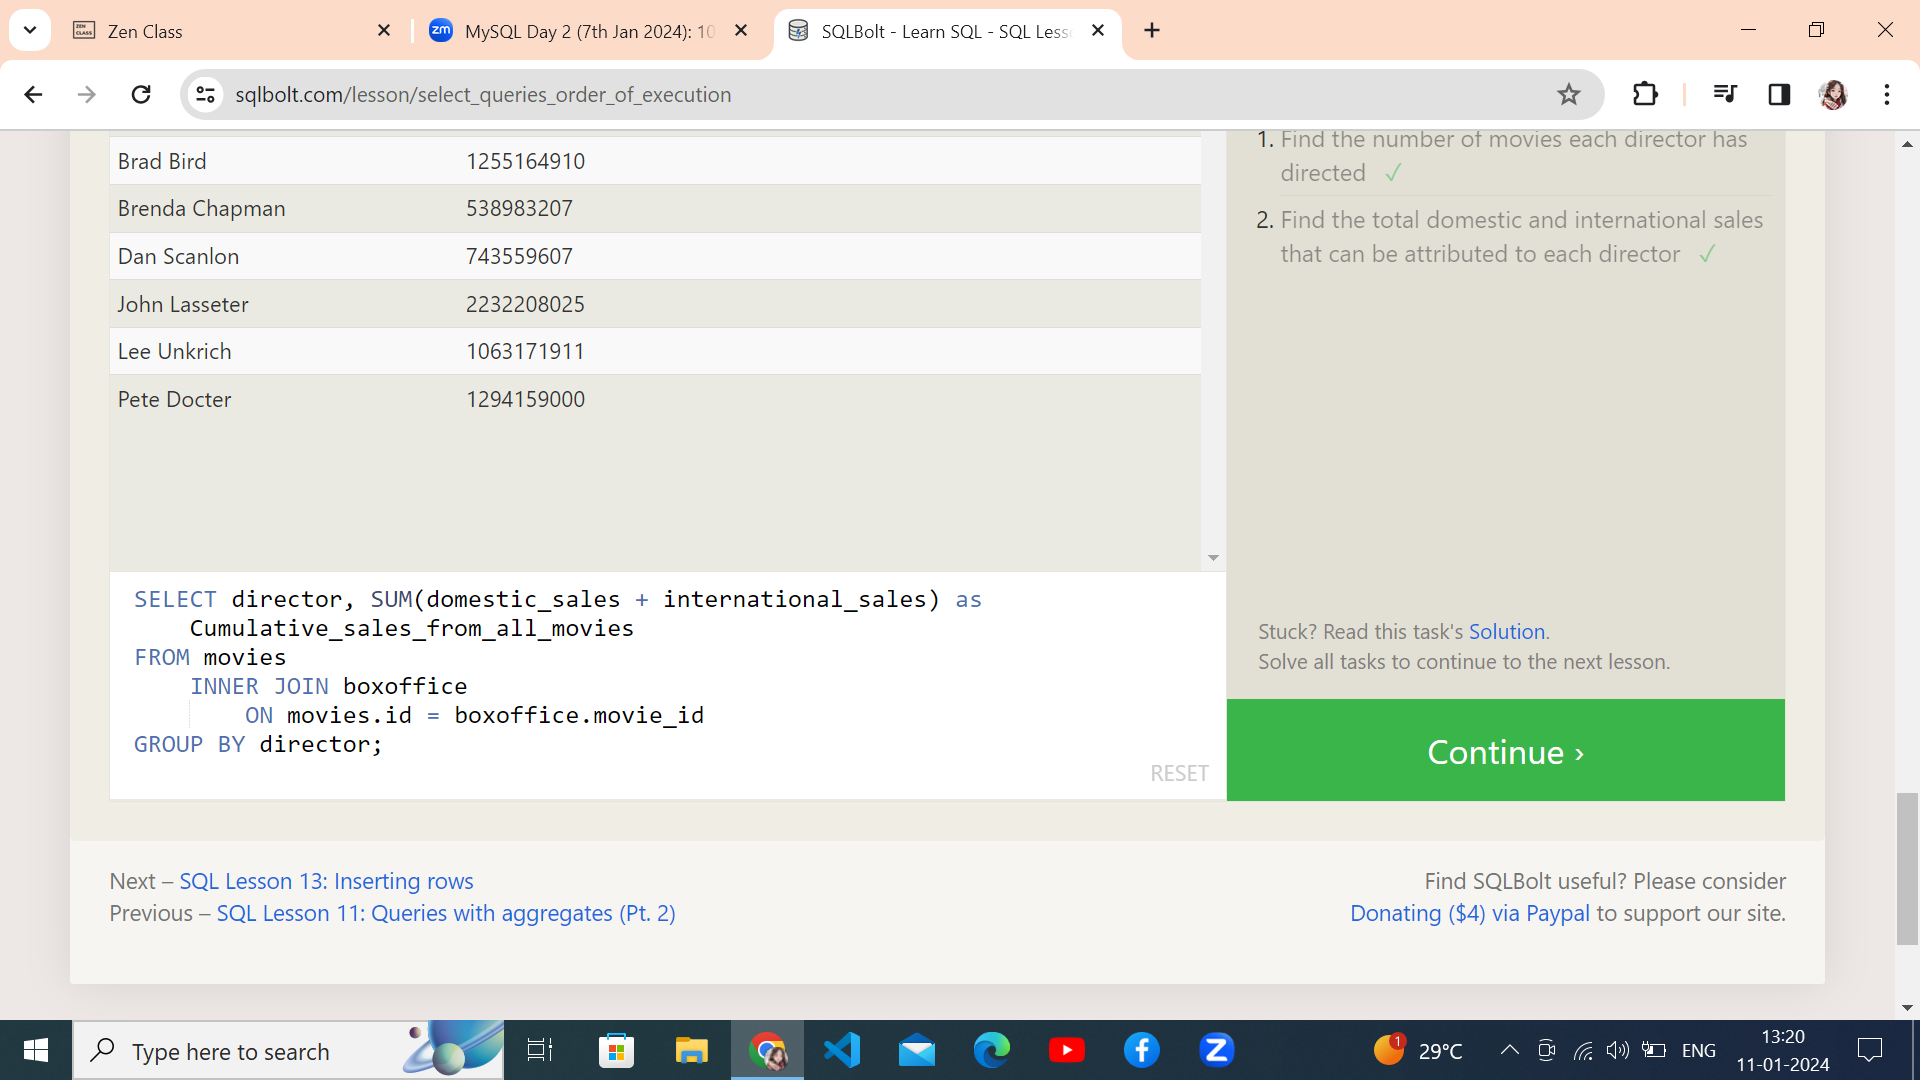 Zen Class
MySQL Day 2 (7th Jan 2024): 10
SQLBolt - Learn SQL - SQL Less
sqlbolt.com/lesson/select_queries_order_of_execution
Brad Bird 1255164910
Brenda Chapman 538983207
Dan Scanlon 743559607
John Lasseter 2232208025
Lee Unkrich 1063171911
Pete Docter 1294159000
1. Find the number of movies each director has
directed ✓
2. Find the total domestic and international sales
that can be attributed to each director ✓
SELECT director, SUM(domestic_sales + international_sales) as
Cumulative_sales_from_all_movies
FROM movies
INNER JOIN boxoffice
ON movies.id = boxoffice.movie_id
GROUP BY director;
RESET
Stuck? Read this task's Solution.
Solve all tasks to continue to the next lesson.
Continue ›
Next – SQL Lesson 13: Inserting rows
Previous – SQL Lesson 11: Queries with aggregates (Pt. 2)
Find SQLBolt useful? Please consider
Donating ($4) via Paypal to support our site.
Type here to search
1
29°C
ENG
13:20
11-01-2024